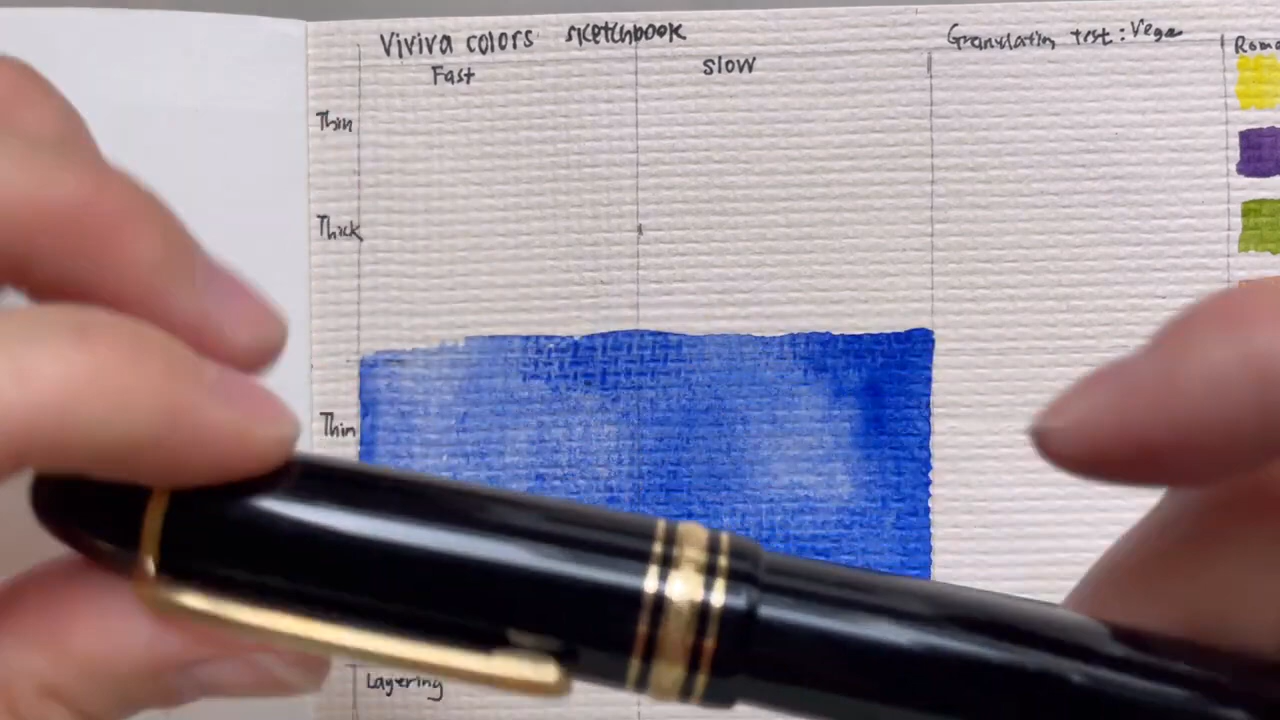 Viviva colors sketchbook
Fast
slow
Granulation test: Vega
Thin
Thick
Thin
Layering